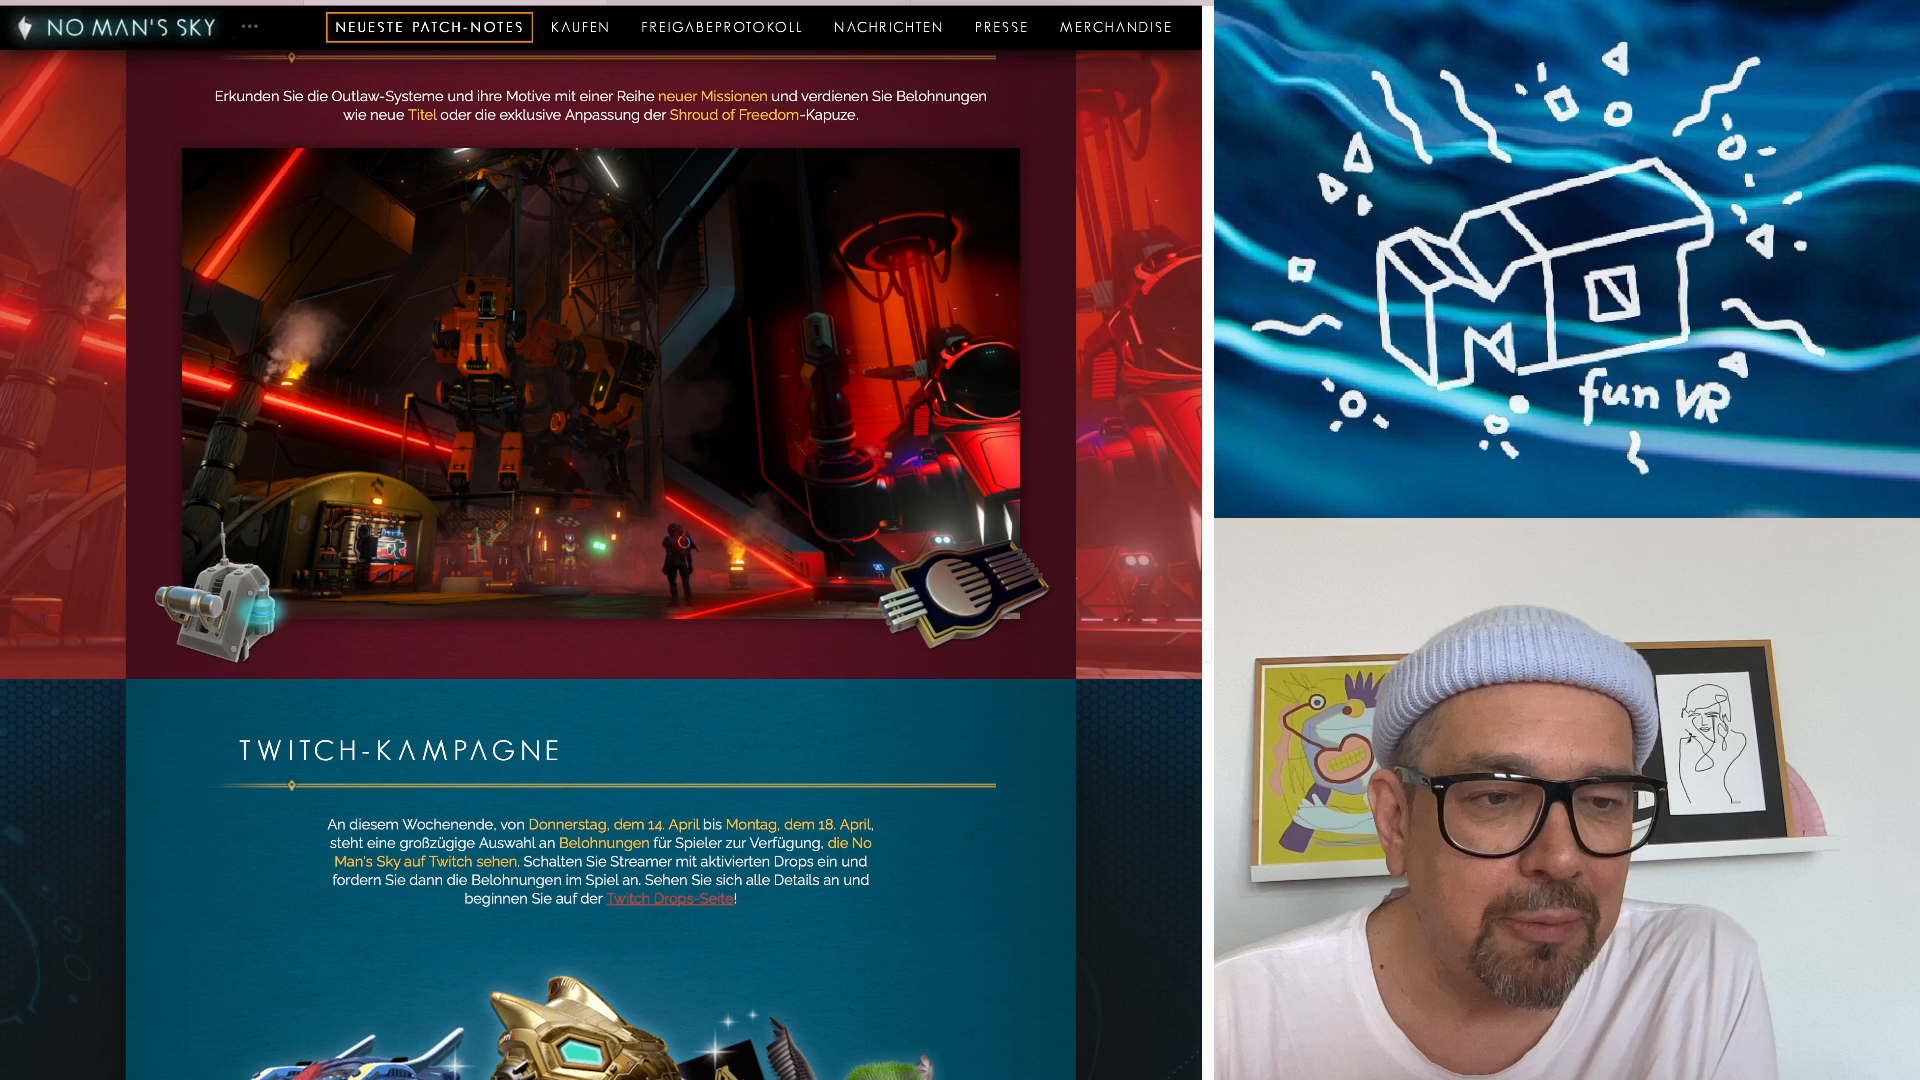 NO MAN'S SKY
NEUESTE PATCH-NOTES
KAUFEN
FREIGABEPROTOKOLL
NACHRICHTEN
PRESSE
MERCHANDISE
Erkunden Sie die Outlaw-Systeme und ihre Motive mit einer Reihe neuer Missionen und verdienen Sie Belohnungen
wie neue Titel oder die exklusive Anpassung der Shroud of Freedom-Kapuze.
TWITCH-KAMPAGNE
An diesem Wochenende, von Donnerstag, dem 14. April bis Montag, dem 18. April,
steht eine großzügige Auswahl an Belohnungen für Spieler zur Verfügung, die No
Man's Sky auf Twitch sehen. Schalten Sie Streamer mit aktivierten Drops ein und
fordern Sie dann die Belohnungen im Spiel an. Sehen Sie sich alle Details an und
beginnen Sie auf der Twitch Drops-Seite!
fun VR